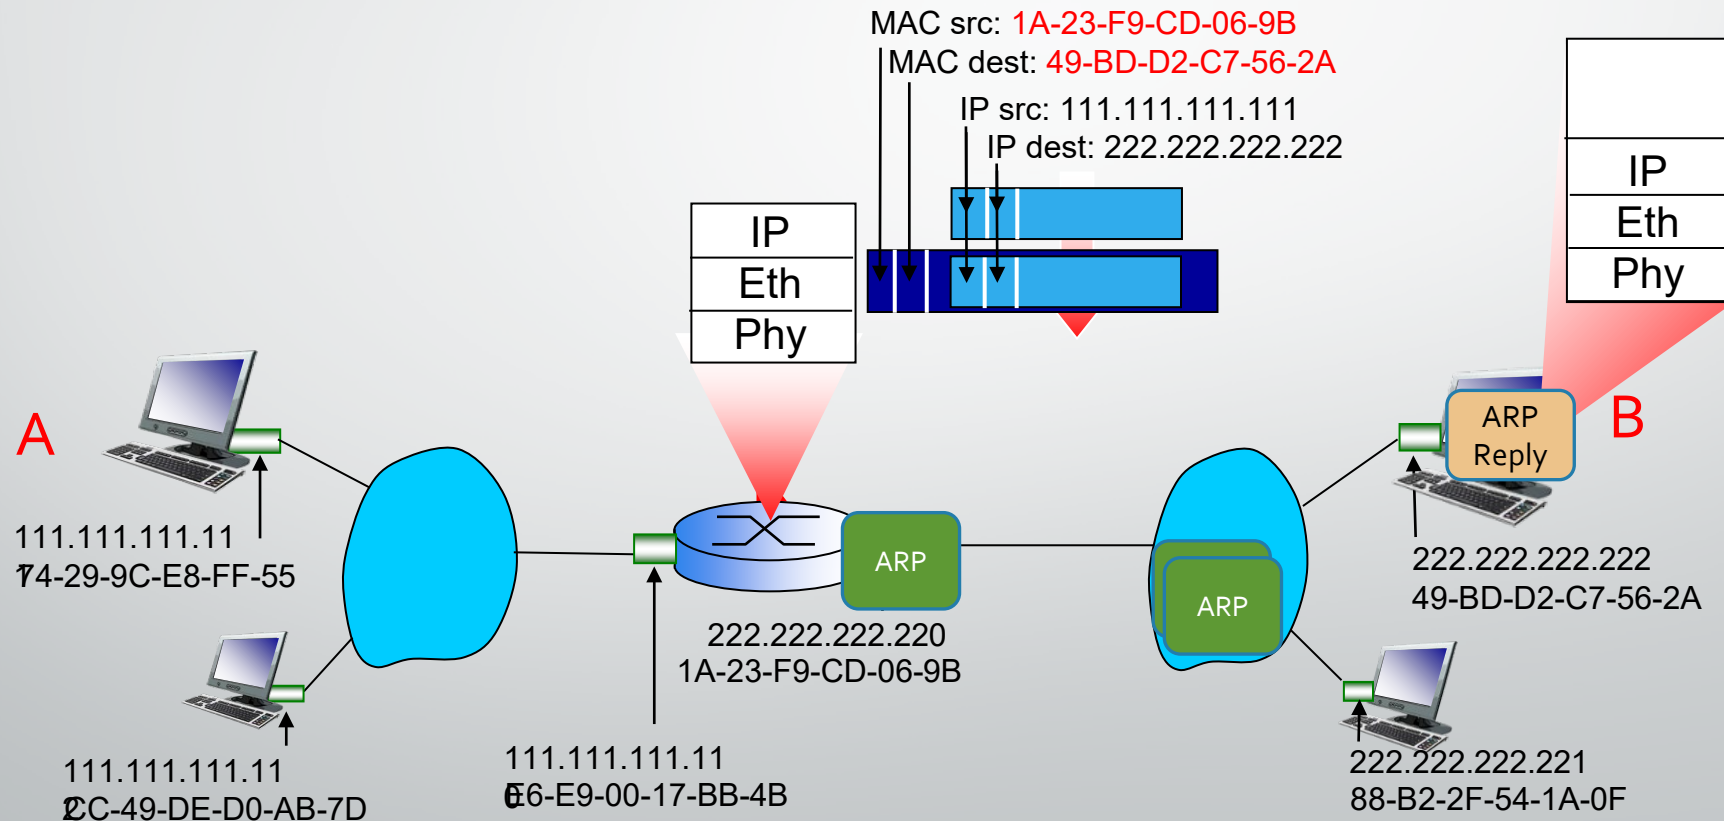 MAC src: 1A-23-F9-CD-06-9B
MAC dest: 49-BD-D2-C7-56-2A
IP src: 111.111.111.111
IP dest: 222.222.222.222
IP
Eth
Phy
IP
Eth
Phy
A
111.111.111.11
1
74-29-9C-E8-FF-55
ARP
222.222.222.220
1A-23-F9-CD-06-9B
ARP
ARP
Reply
B
222.222.222.222
49-BD-D2-C7-56-2A
111.111.111.11
2
CC-49-DE-D0-AB-7D
111.111.111.11
0
E6-E9-00-17-BB-4B
222.222.222.221
88-B2-2F-54-1A-0F